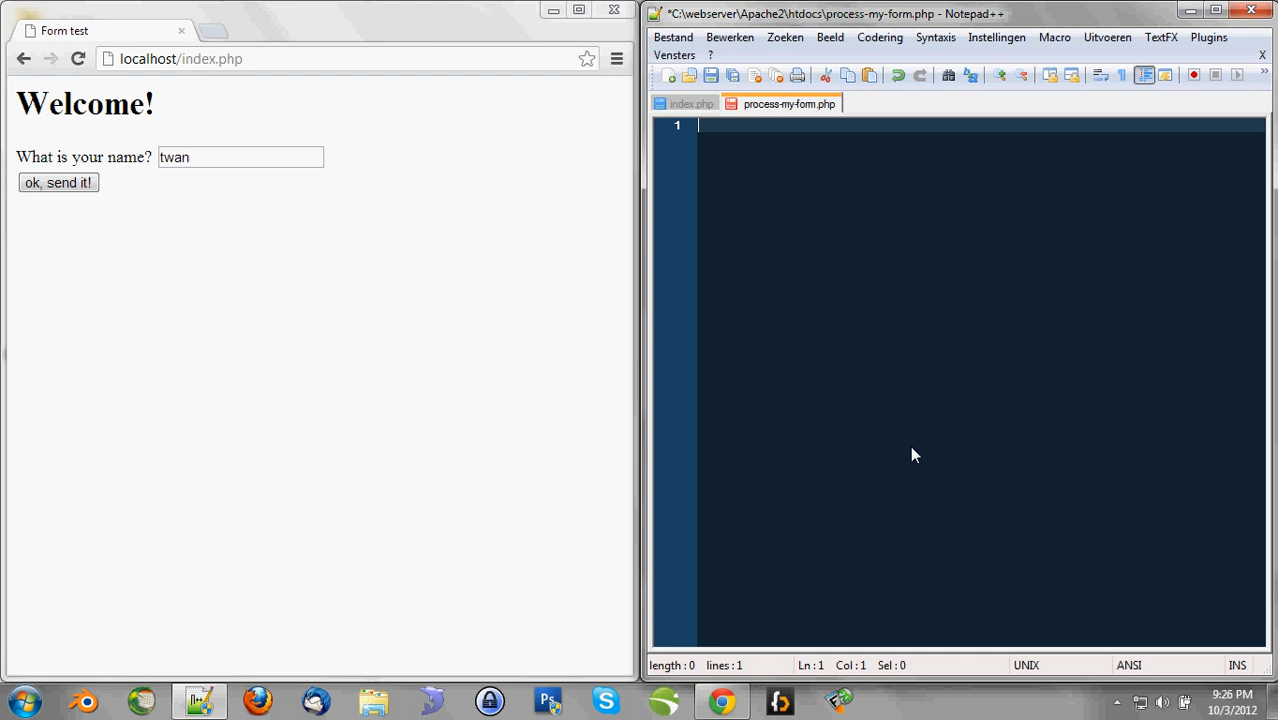 Form test
localhost/index.php
Welcome!
What is your name? twan
ok, send it!
*C:\webserver\Apache2\htdocs\process-my-form.php - Notepad++
Bestand Bewerken Zoeken Beeld Codering Syntaxis Instellingen Macro Uitvoeren TextFX Plugins
Vensters ? X
index.php process-my-form.php
1
length : 0 lines : 1 Ln : 1 Col : 1 Sel : 0 UNIX ANSI INS
9:26 PM
10/3/2012